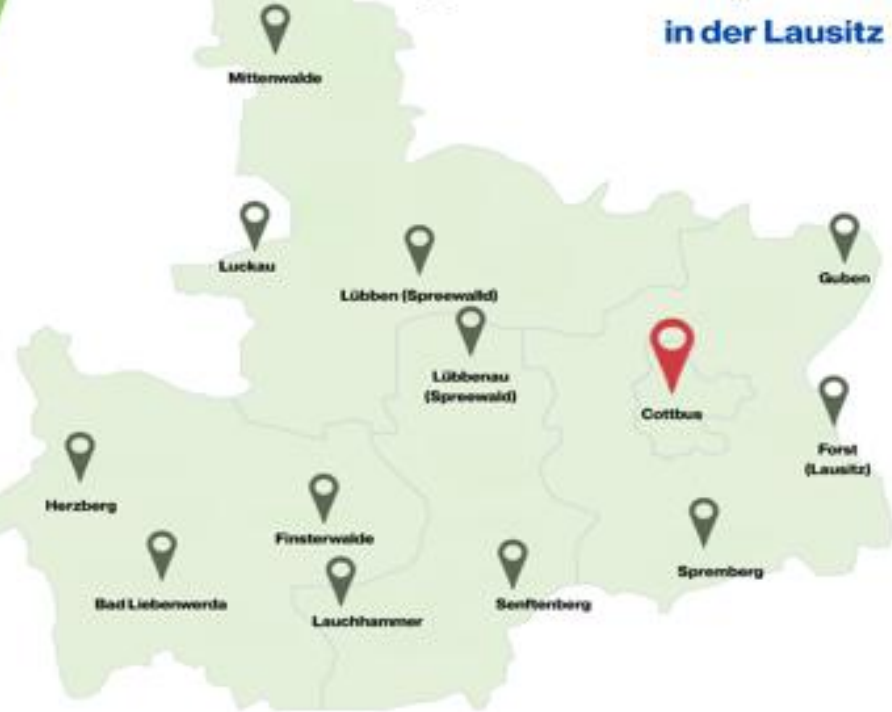 in der Lausitz
Mittenwalde
Luckau
Lübben (Spreewalld)
Guben
Lübbenau
(Spreewald)
Cottbus
Forst
(Lausitz)
Herzberg
Finsterwalde
Spremberg
Bad Liebenwerda
Senftenberg
Lauchhammer